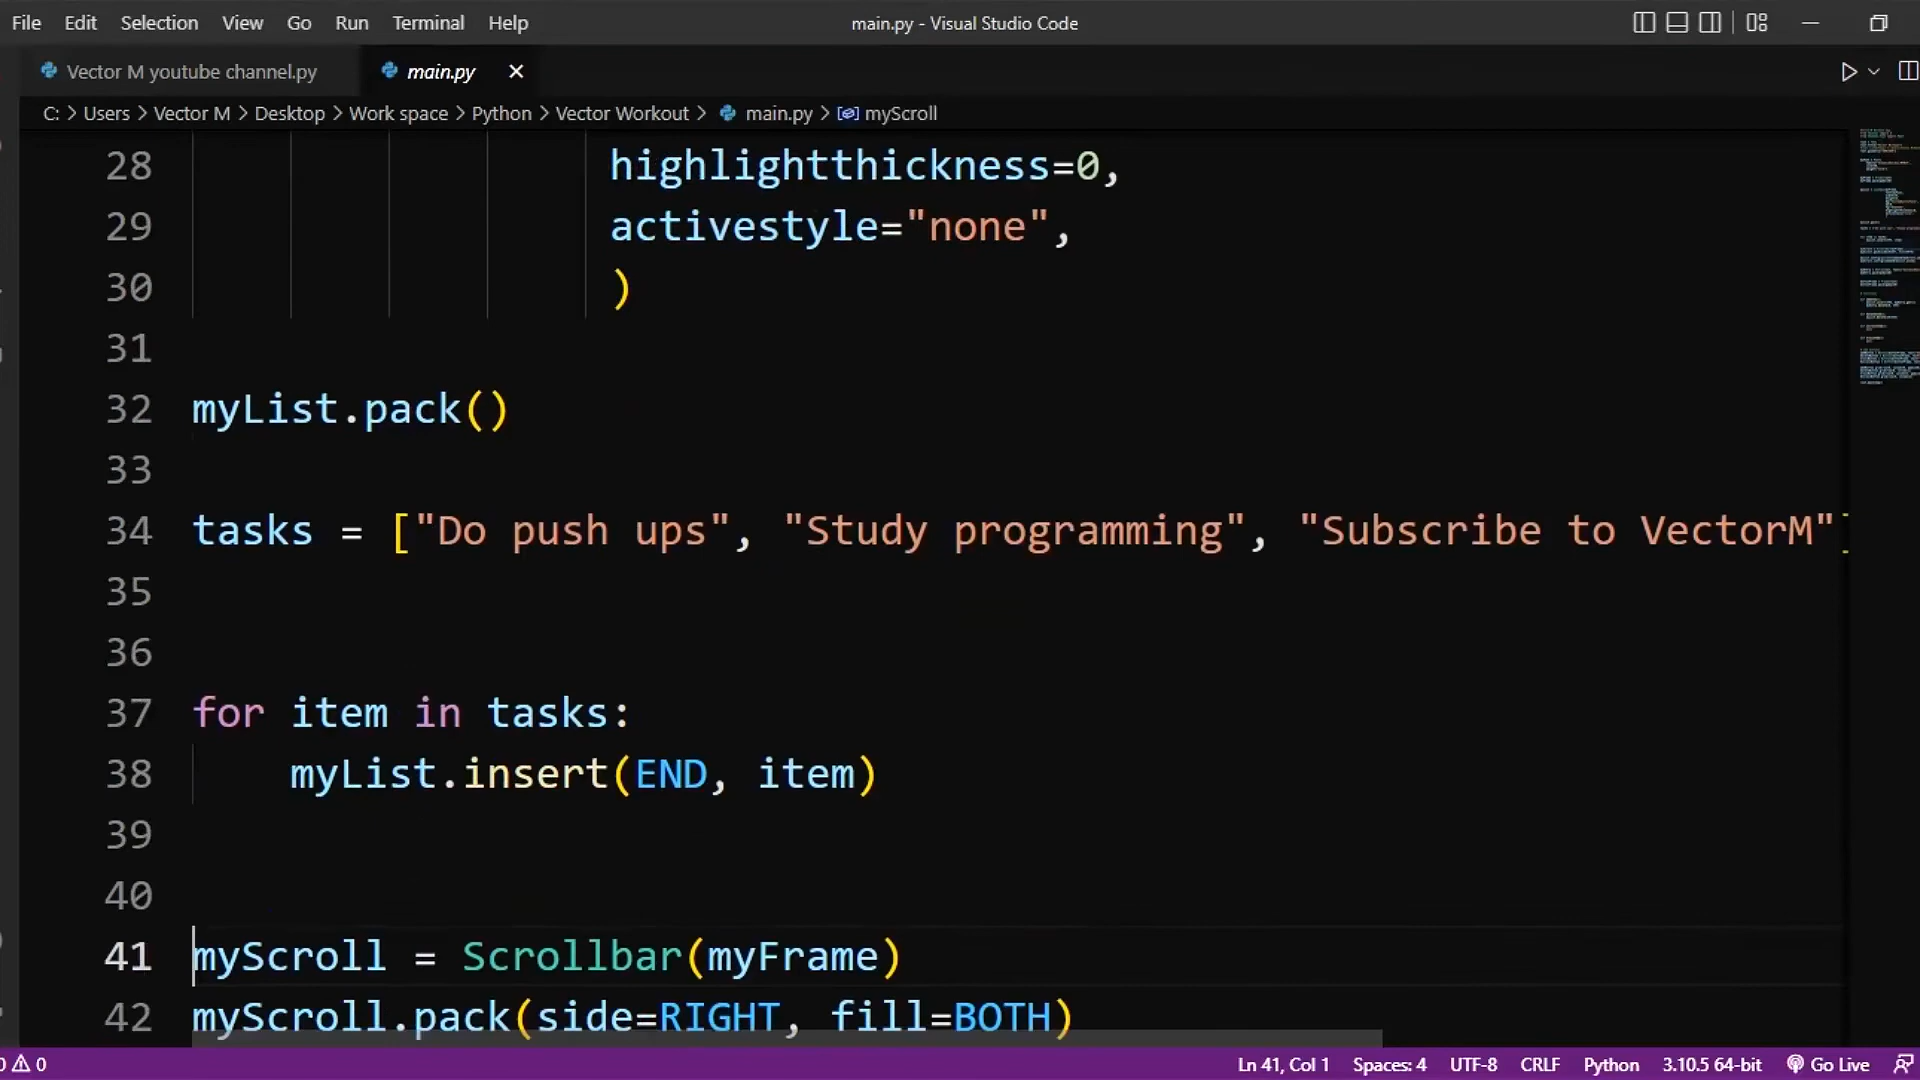 File Edit Selection View Go Run Terminal Help main.py - Visual Studio Code
Vector M youtube channel.py main.py
C: > Users > Vector M > Desktop > Work space > Python > Vector Workout > main.py > myScroll
28 highlightthickness=0,
29 activestyle="none",
30 )
31
32 myList.pack()
33
34 tasks = ["Do push ups", "Study programming", "Subscribe to VectorM"]
35
36
37 for item in tasks:
38 myList.insert(END, item)
39
40
41 myScroll = Scrollbar(myFrame)
42 myScroll.pack(side=RIGHT, fill=BOTH)
0 Ln 41, Col 1 Spaces: 4 UTF-8 CRLF Python 3.10.5 64-bit Go Live